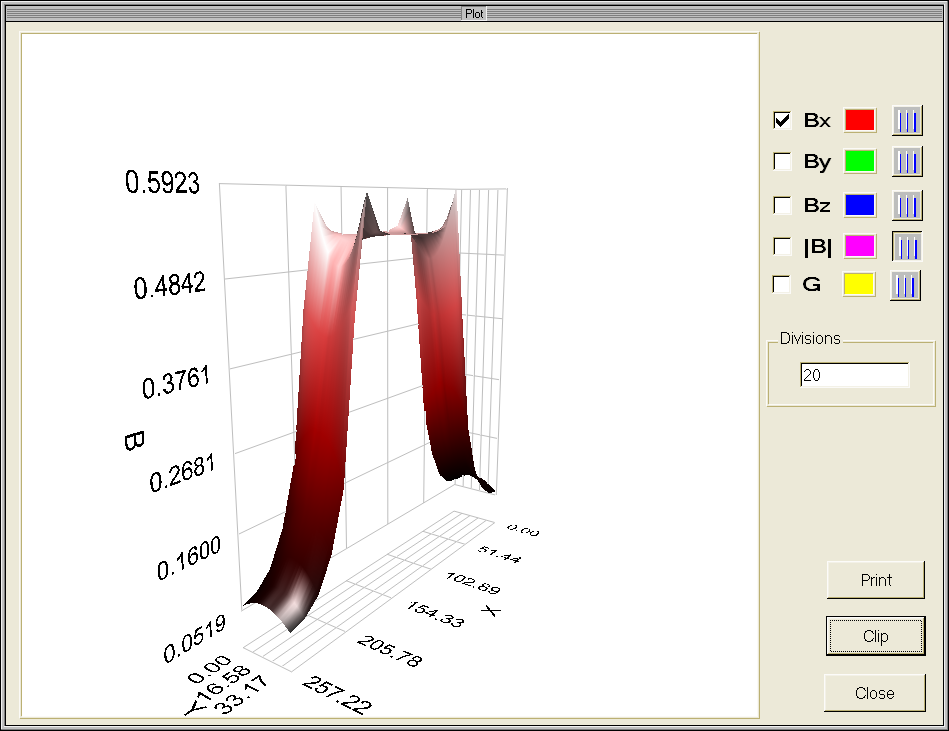 Plot
0.5923
0.4842
0.3761
B
0.2681
0.1600
0.0519
0.00
16.58
33.17
Y
0.00
51.44
102.89
X
154.33
205.78
257.22
Bx
By
Bz
|B|
G
Divisions
20
Print
Clip
Close